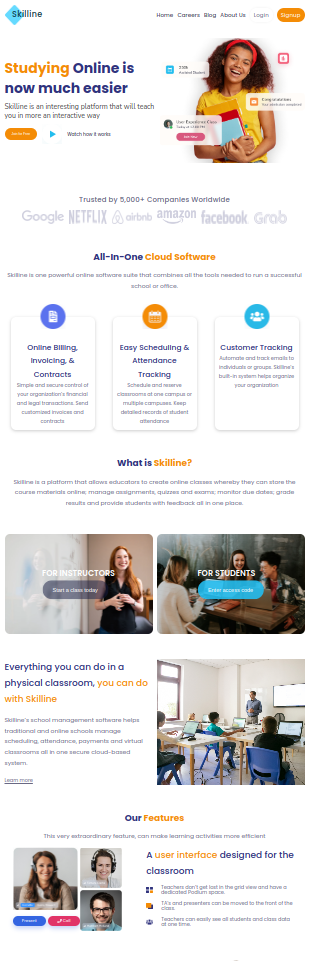 Skilline
Home Careers Blog About Us Login Signup
Studying Online is
now much easier
Skilline is an interesting platform that will teach
you more in an interactive way
Join for free
Watch how it works
250k
Assisted Student
Congratulations
User Experience Class
Today at 12.00 PM
Join Now
Trusted by 5,000+ Companies Worldwide
Google NETFLIX airbnb amazon facebook Grab
All-In-One Cloud Software
Skilline is one powerful online software suite that combines all the tools needed to run a successful
school or office.
Online Billing,
Invoicing, &
Contracts
Simple and secure control of
your organization's financial
and legal transactions. Send
customized invoices and
contracts
Easy Scheduling &
Attendance
Tracking
Schedule and reserve
classrooms at one campus or
multiple campuses. Keep
detailed records of student
attendance
Customer Tracking
Automate and track emails to
individuals or groups. Skilline's
built-in system helps organize
your organization
What is Skilline?
Skilline is a platform that allows educators to create online classes whereby they can store the
course materials online; manage assignments, quizzes and exams; monitor due dates; grade
results and provide students with feedback all in one place.
FOR INSTRUCTORS
Start a class today
FOR STUDENTS
Enter access code
Everything you can do in a
physical classroom, you can do
with Skilline
Skilline's school management software helps
traditional and online schools manage
scheduling, attendance, payments and virtual
classrooms all in one secure cloud-based
system.
Learn more
Our Features
This very extraordinary feature, can make learning activities more efficient
Present
Call
A user interface designed for the
classroom
Teachers don't get lost in the grid view and have a
dedicated Podium space.
TA's and presenters can be moved to the front of the
class.
Teachers can easily see all students and class data
at one time.